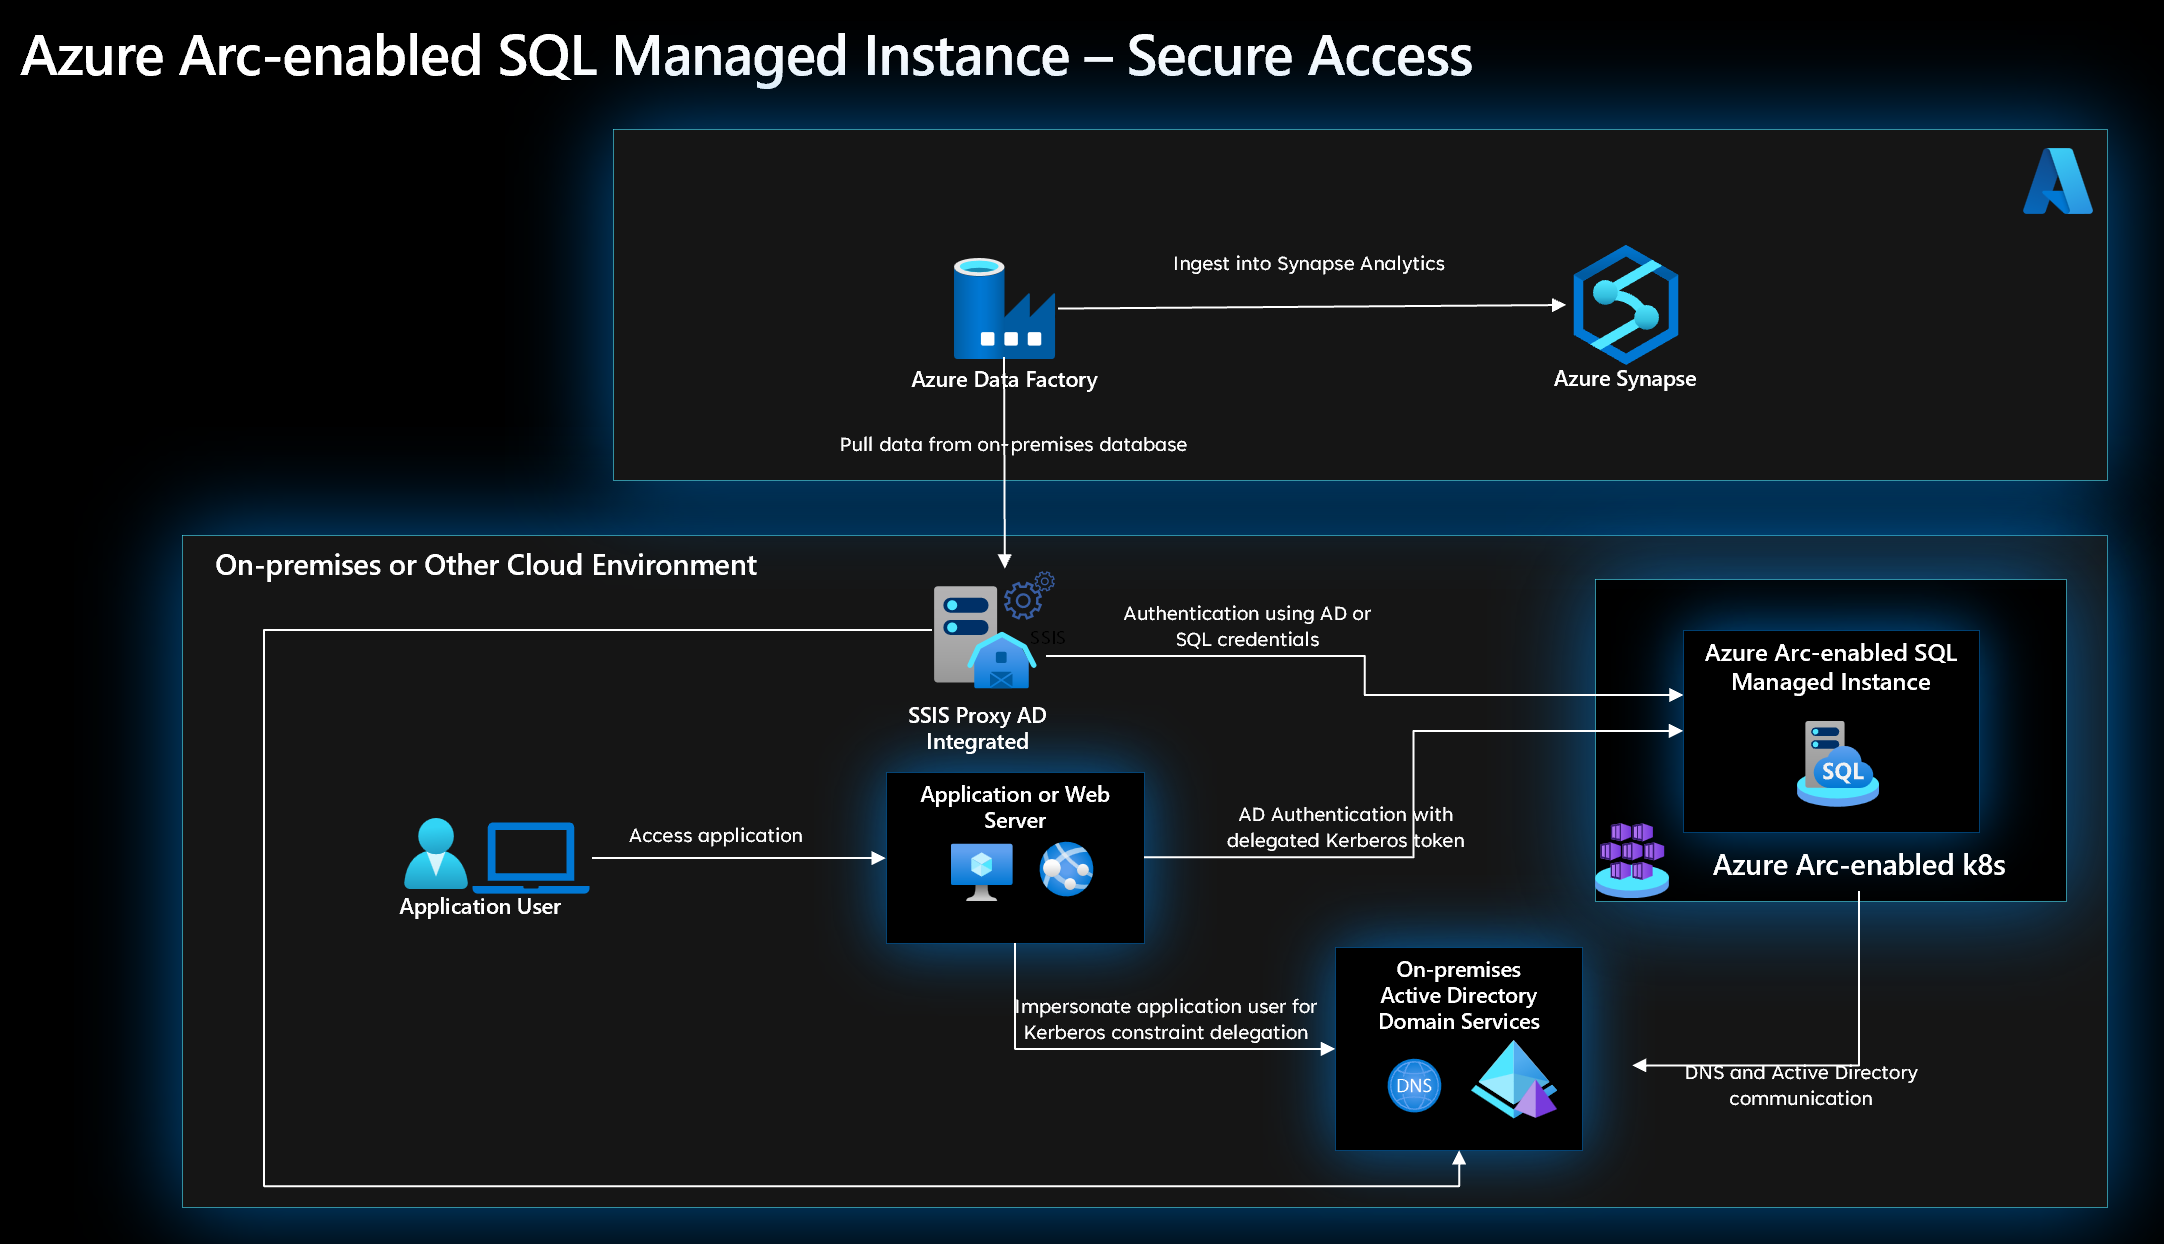 Azure Arc-enabled SQL Managed Instance – Secure Access
Ingest into Synapse Analytics
Azure Data Factory
Azure Synapse
Pull data from on-premises database
On-premises or Other Cloud Environment
SSIS
Authentication using AD or
SQL credentials
Azure Arc-enabled SQL
Managed Instance
SQL
SSIS Proxy AD
Integrated
Application or Web
Server
Access application
AD Authentication with
delegated Kerberos token
Azure Arc-enabled k8s
Application User
On-premises
Active Directory
Domain Services
Impersonate application user for
Kerberos constraint delegation
DNS
DNS and Active Directory
communication